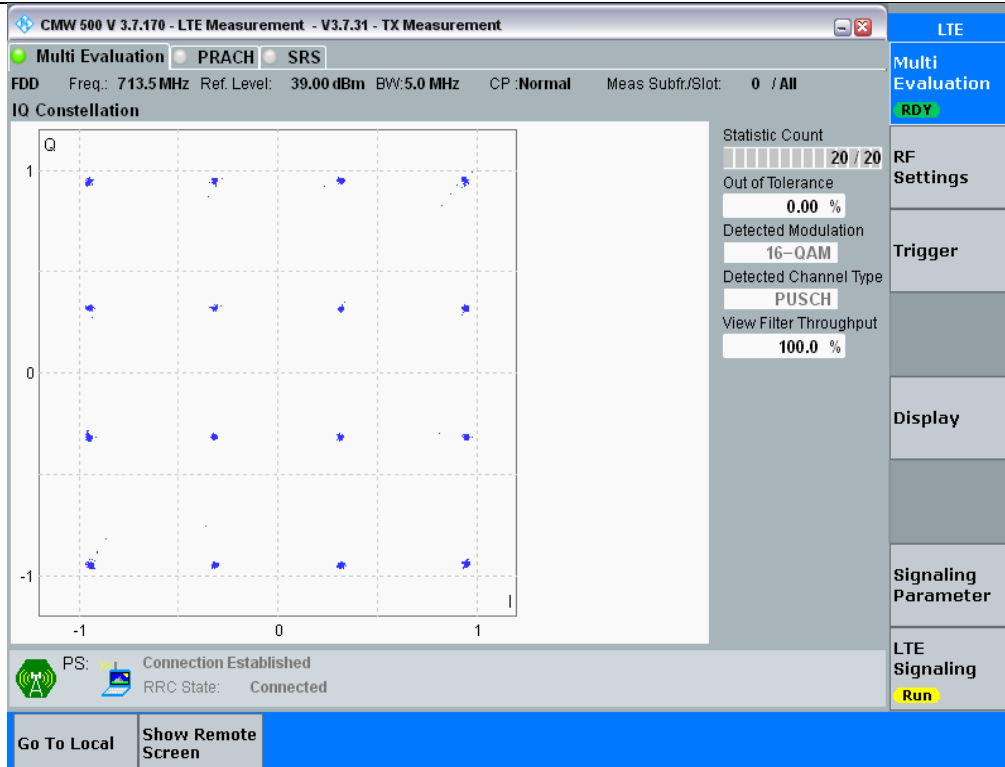 CMW 500 V 3.7.170 - LTE Measurement - V3.7.31 - TX Measurement
LTE
Multi Evaluation PRACH SRS
FDD Freq.: 713.5 MHz Ref. Level: 39.00 dBm BW:5.0 MHz CP :Normal Meas Subfr./Slot: 0 / All
IQ Constellation
Q
1
0
-1
-1 0 1
I
Statistic Count
20 / 20
Out of Tolerance
0.00 %
Detected Modulation
16-QAM
Detected Channel Type
PUSCH
View Filter Throughput
100.0 %
Multi
Evaluation
RDY
RF
Settings
Trigger
Display
Signaling
Parameter
LTE
Signaling
Run
PS: Connection Established
RRC State: Connected
Go To Local
Show Remote
Screen